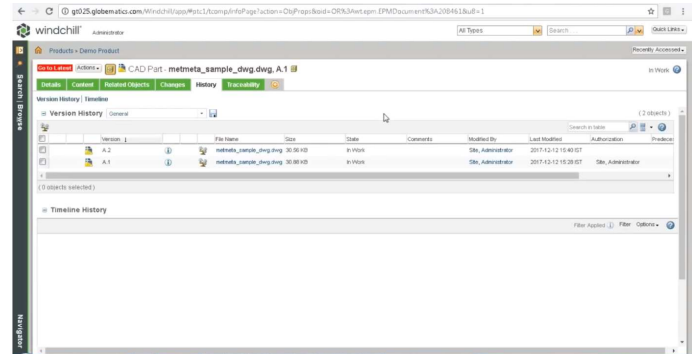 gt025.globematics.com/Windchill/app/#ptc1/tcomp/infoPage?action=ObjProps&oid=OR%3Awt.epm.EPMDocument%3A208461&u8=1
windchill® Administrator All Types Search... Quick Links
Products > Demo Product Recently Accessed
Go to Latest Actions CAD Part - metmeta_sample_dwg.dwg, A.1 In Work
Details Content Related Objects Changes History Traceability
Version History | Timeline
Version History General (2 objects)
Search in table
Version File Name Size State Comments Modified By Last Modified Authorization Predece
A.2 metmeta_sample_dwg.dwg 30.56 KB In Work Site, Administrator 2017-12-12 15:40 IST
A.1 metmeta_sample_dwg.dwg 30.86 KB In Work Site, Administrator 2017-12-12 15:28 IST Site, Administrator
(0 objects selected)
Timeline History
Filter Applied Filter Options
Search | Browse
Navigator